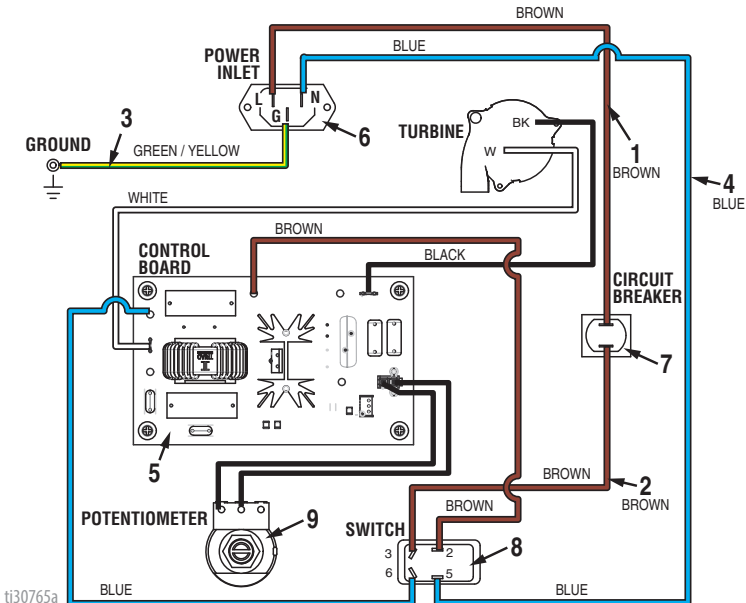 BROWN
BLUE
POWER
INLET
L
N
G
6
TURBINE
BK
W
3
GROUND
GREEN / YELLOW
1
BROWN
4
BLUE
WHITE
BROWN
CONTROL
BOARD
BLACK
CIRCUIT
BREAKER
7
5
BROWN
2
BROWN
BROWN
POTENTIOMETER
9
SWITCH
3
2
8
6
5
ti30765a
BLUE
BLUE